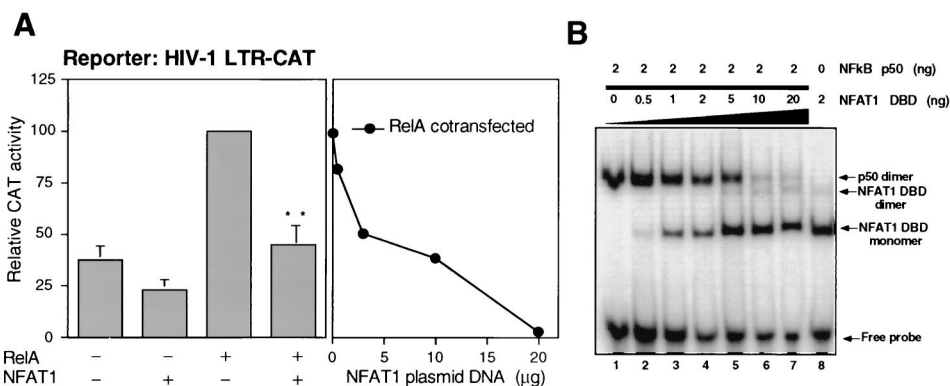 A
Reporter: HIV-1 LTR-CAT
Relative CAT activity
125
100
75
50
25
0
* *
RelA cotransfected
RelA − − + +
NFAT1 − + − +
0 5 10 15 20
NFAT1 plasmid DNA (µg)
B
2 2 2 2 2 2 2 0 NFkB p50 (ng)
0 0.5 1 2 5 10 20 2 NFAT1 DBD (ng)
p50 dimer
NFAT1 DBD
dimer
NFAT1 DBD
monomer
Free probe
1 2 3 4 5 6 7 8